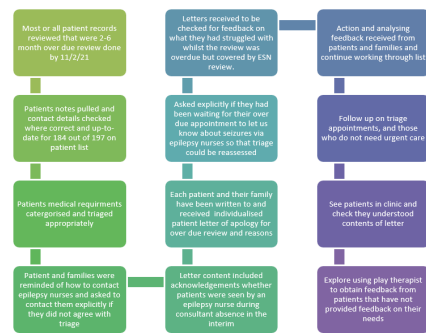 Most or all patient records
reviewed that were 2-6
month over due review done
by 11/2/21
Patients notes pulled and
contact details checked
where correct and up-to-
date for 184 out of 197 on
patient list
Patients medical requirments
catergorised and triaged
appropriately
Patient and families were
reminded of how to contact
epilepsy nurses and asked to
contact them explicitly if
they did not agree with
triage
Letter content included
acknowledgements whether
patients were seen by an
epilepsy nurse during
consultant absence in the
interim
Each patient and their family
have been written to and
received individualised
patient letter of apology for
over due review and reasons
Asked explicitly if they had
been waiting for their over
due appointment to let us
know about seizures via
epilepsy nurses so that triage
could be reassessed
Letters received to be
checked for feedback on
what they had struggled with
whilst the review was
overdue but covered by ESN
review.
Action and analysing
feedback received from
patients and families and
continue working through list
Follow up on triage
appointments, and those
who do not need urgent care
See patients in clinic and
check they understood
contents of letter
Explore using play therapist
to obtain feedback from
patients that have not
provided feedback on their
needs